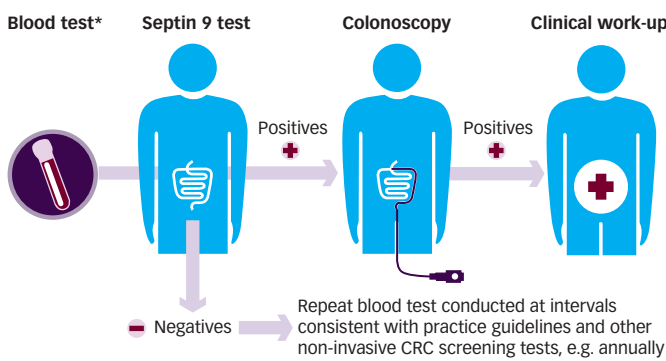 Blood test*
Septin 9 test
Colonoscopy
Clinical work-up
Positives
Positives
Negatives
Repeat blood test conducted at intervals
consistent with practice guidelines and other
non-invasive CRC screening tests, e.g. annually